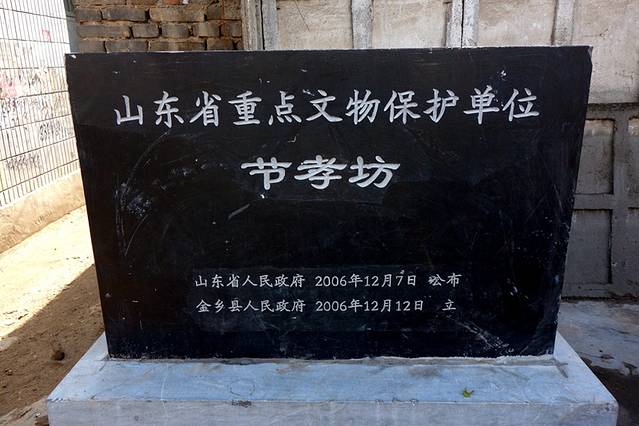 山东省重点文物保护单位
节孝坊
山东省人民政府 2006年12月7日 公布
金乡县人民政府 2006年12月12日 立